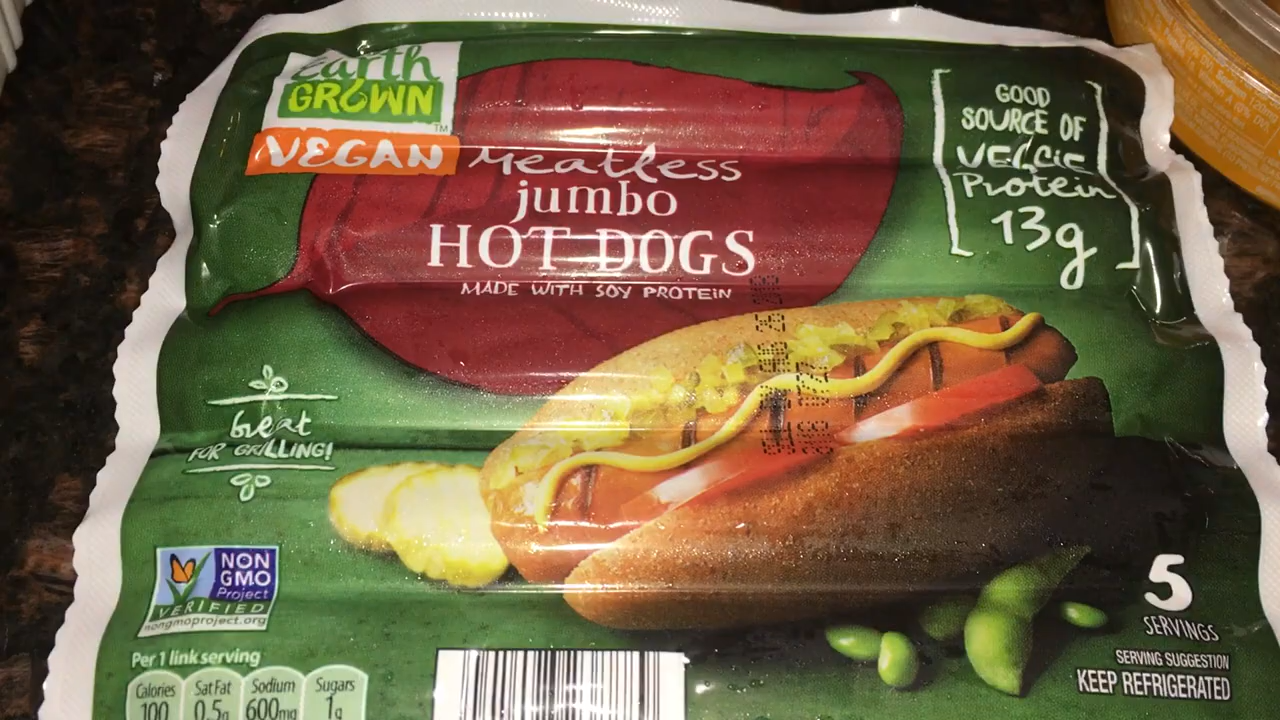 earth
GROWN
TM
VEGAN
Meatless
jumbo
HOT DOGS
MADE WITH SOY PROTEIN
GOOD
SOURCE OF
VEGGIE
Protein
13g
Great
FOR GRILLING!
NON
GMO
Project
VERIFIED
nongmoproject.org
Per 1 link serving
Calories
100
Sat Fat
0.5g
Sodium
600mg
Sugars
1g
5
SERVINGS
SERVING SUGGESTION
KEEP REFRIGERATED